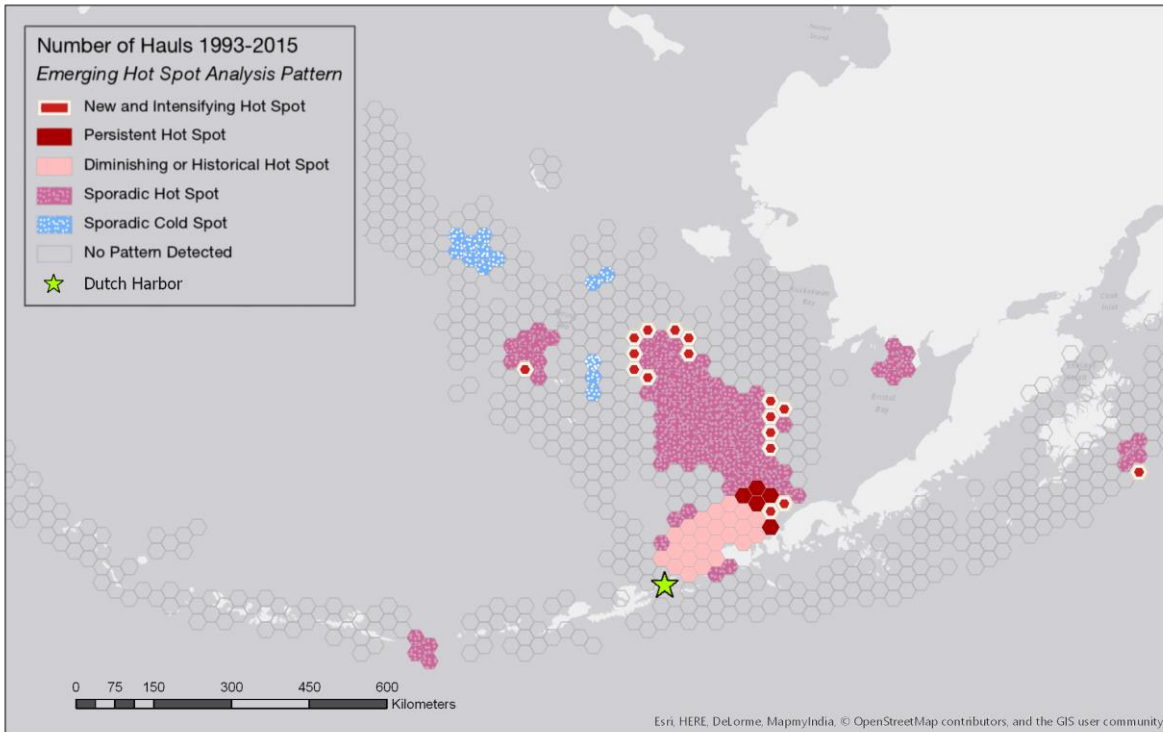 Number of Hauls 1993-2015
Emerging Hot Spot Analysis Pattern
New and Intensifying Hot Spot
Persistent Hot Spot
Diminishing or Historical Hot Spot
Sporadic Hot Spot
Sporadic Cold Spot
No Pattern Detected
Dutch Harbor
Cook
Inlet
Bristol
Bay
0 75 150 300 450 600
Kilometers
Esri, HERE, DeLorme, MapmyIndia, © OpenStreetMap contributors, and the GIS user community